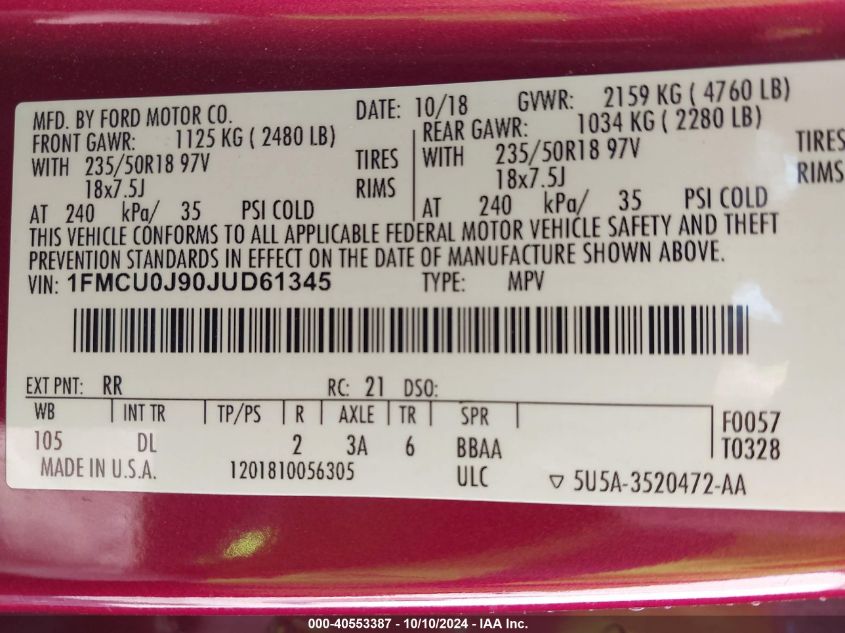 MFD. BY FORD MOTOR CO. DATE: 10/18 GVWR: 2159 KG ( 4760 LB)
FRONT GAWR: 1125 KG ( 2480 LB) REAR GAWR: 1034 KG ( 2280 LB)
WITH 235/50R18 97V TIRES WITH 235/50R18 97V TIRES
18x7.5J RIMS 18x7.5J RIMS
AT 240 kPa/ 35 PSI COLD AT 240 kPa/ 35 PSI COLD
THIS VEHICLE CONFORMS TO ALL APPLICABLE FEDERAL MOTOR VEHICLE SAFETY AND THEFT
PREVENTION STANDARDS IN EFFECT ON THE DATE OF MANUFACTURE SHOWN ABOVE.
VIN: 1FMCU0J90JUD61345 TYPE: MPV
EXT PNT: RR RC: 21 DSO:
WB INT TR TP/PS R AXLE TR SPR F0057
105 DL 2 3A 6 BBAA T0328
MADE IN U.S.A. 1201810056305 ULC ▽ 5U5A-3520472-AA
000-40553387 - 10/10/2024 - IAA Inc.